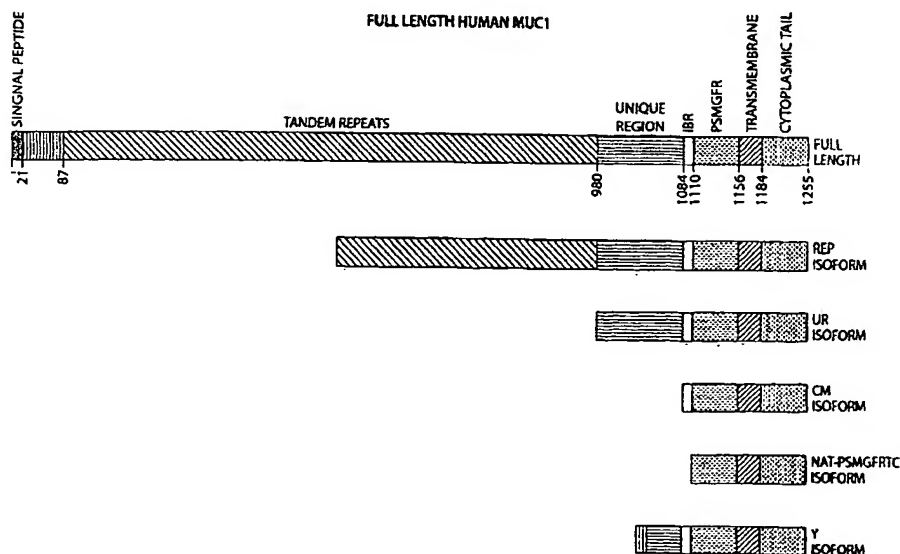 FULL LENGTH HUMAN MUC1
SINGNAL PEPTIDE
TANDEM REPEATS
UNIQUE
REGION
IBR
PSMGFR
TRANSMEMBRANE
CYTOPLASMIC TAIL
FULL
LENGTH
1
21
87
980
1084
1110
1156
1184
1255
REP
ISOFORM
UR
ISOFORM
CM
ISOFORM
NAT-PSMGFRTC
ISOFORM
Y
ISOFORM